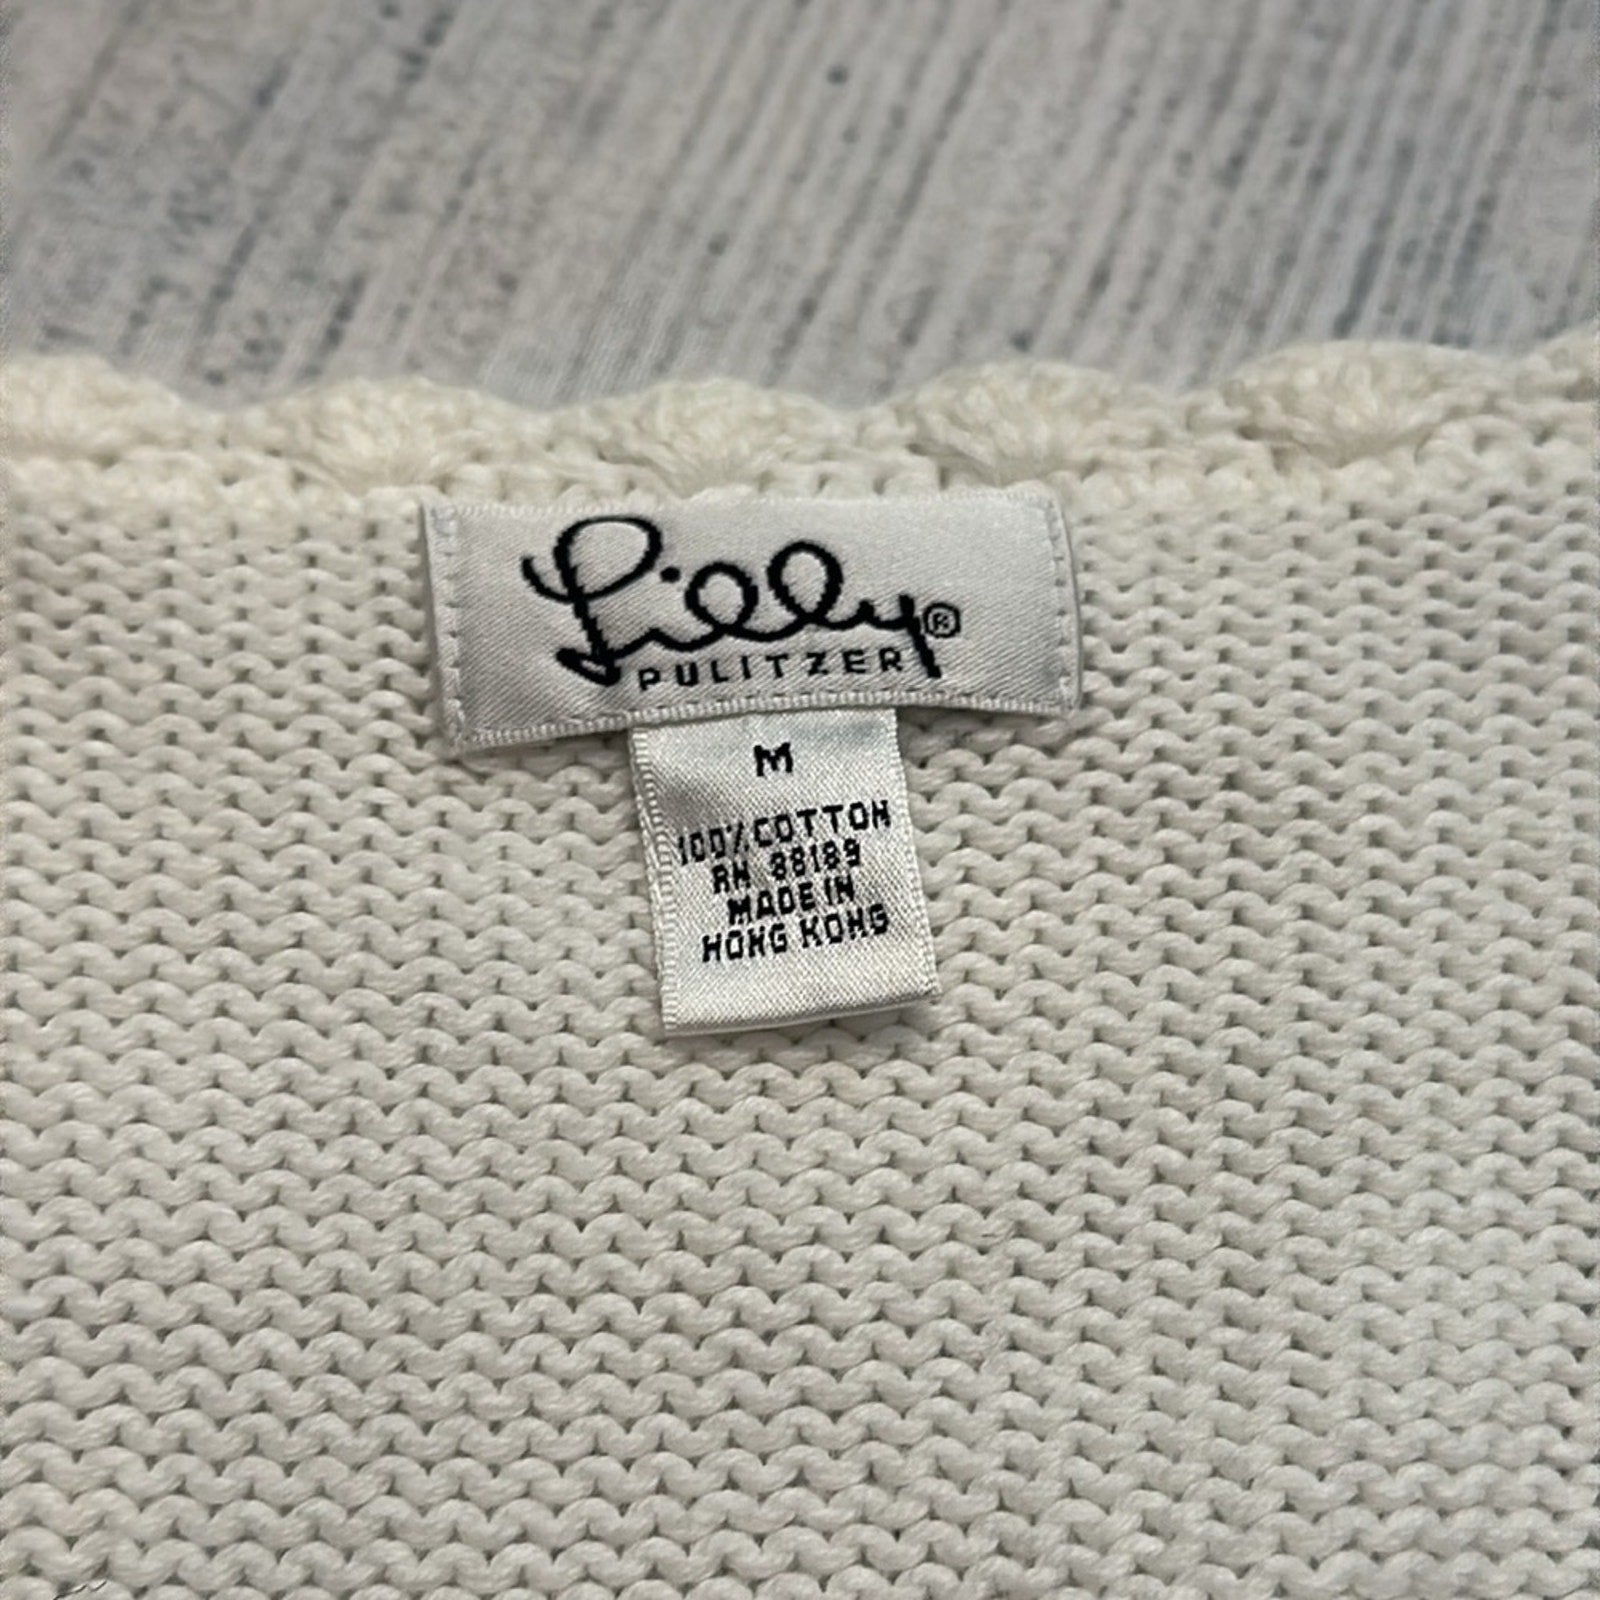 Lilly®
PULITZER
M
100% COTTON
RN 88189
MADE IN
HONG KONG